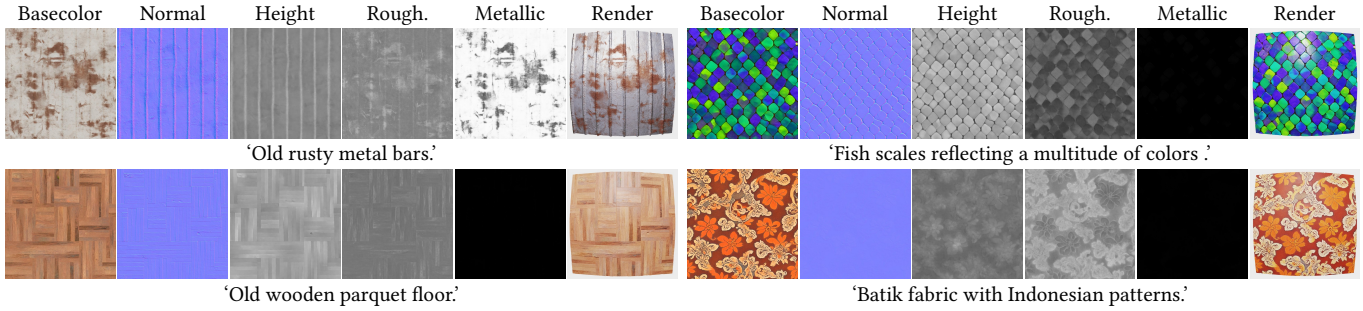 Basecolor Normal Height Rough. Metallic Render Basecolor Normal Height Rough. Metallic Render
‘Old rusty metal bars.’ ‘Fish scales reflecting a multitude of colors .’
‘Old wooden parquet floor.’ ‘Batik fabric with Indonesian patterns.’